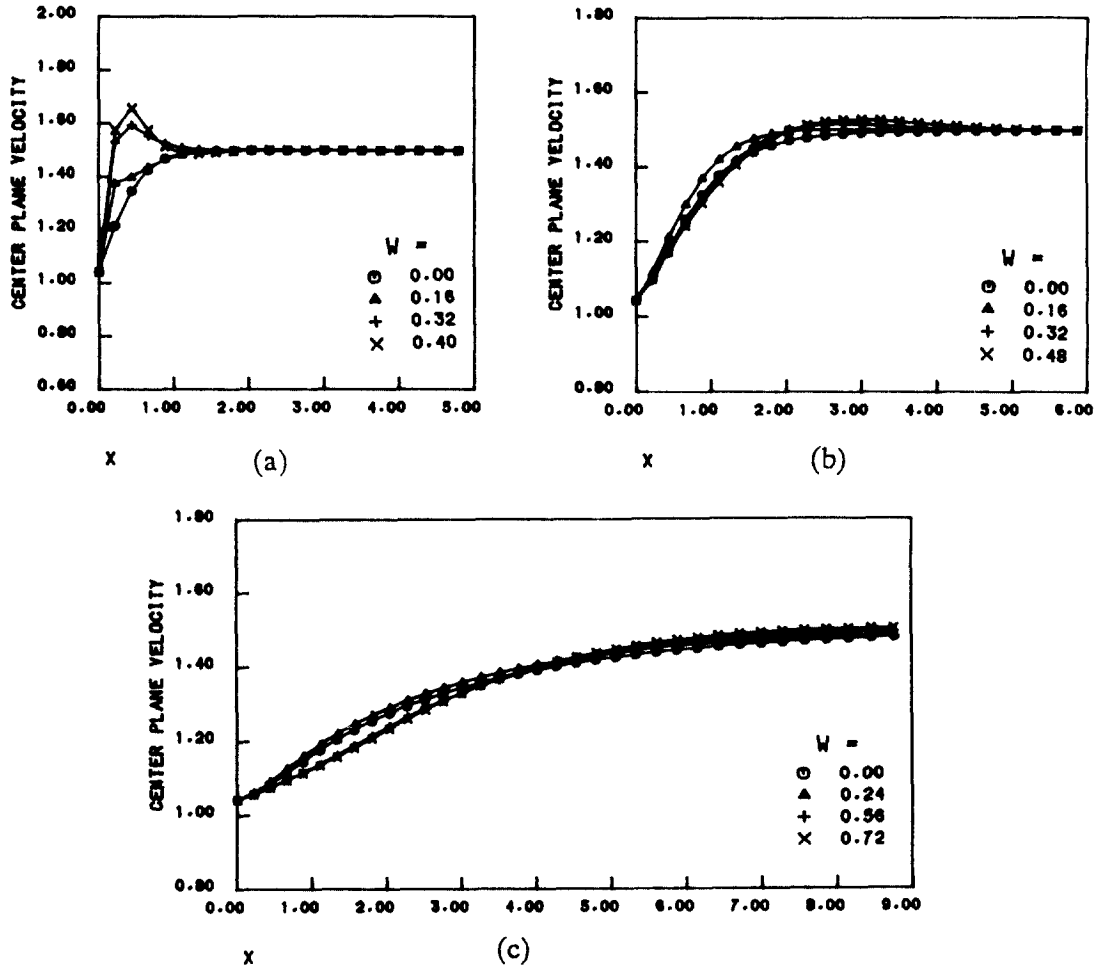 2.00
1.80
1.60
1.40
1.20
1.00
0.80
0.60
CENTER PLANE VELOCITY
0.00 1.00 2.00 3.00 4.00 5.00
X
W =
0.00
0.16
0.32
0.40
(a)
1.80
1.60
1.40
1.20
1.00
0.80
CENTER PLANE VELOCITY
0.00 1.00 2.00 3.00 4.00 5.00 6.00
X
W =
0.00
0.16
0.32
0.48
(b)
1.80
1.60
1.40
1.20
1.00
0.80
CENTER PLANE VELOCITY
0.00 1.00 2.00 3.00 4.00 5.00 6.00 7.00 8.00 9.00
X
W =
0.00
0.24
0.56
0.72
(c)